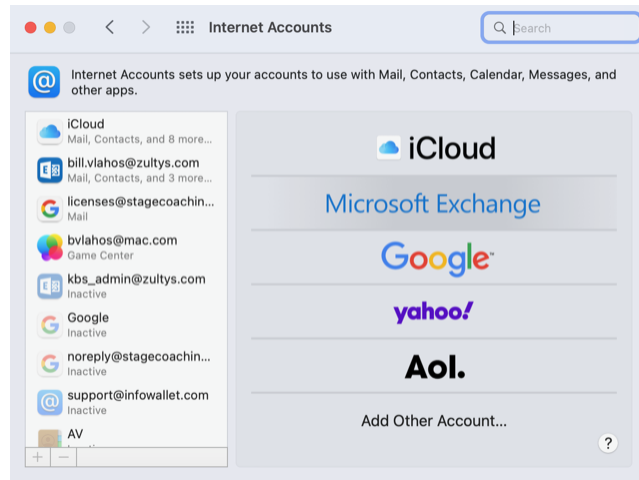 Internet Accounts
Search
Internet Accounts sets up your accounts to use with Mail, Contacts, Calendar, Messages, and
other apps.
iCloud
Mail, Contacts, and 8 more...
bill.vlahos@zultys.com
Mail, Contacts, and 3 more...
licenses@stagecoachin...
Mail
bvlahos@mac.com
Game Center
kbs_admin@zultys.com
Inactive
Google
Inactive
noreply@stagecoachin...
Inactive
support@infowallet.com
Inactive
AV
iCloud
Microsoft Exchange
Google
yahoo!
Aol.
Add Other Account...
?